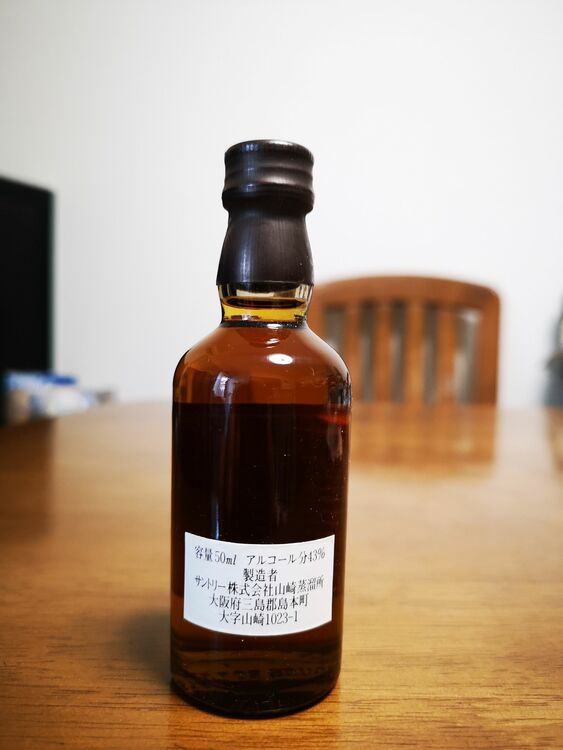 容量50ml アルコール分43%
製造者
サントリー株式会社山崎蒸溜所
大阪府三島郡島本町
大字山崎1023-1